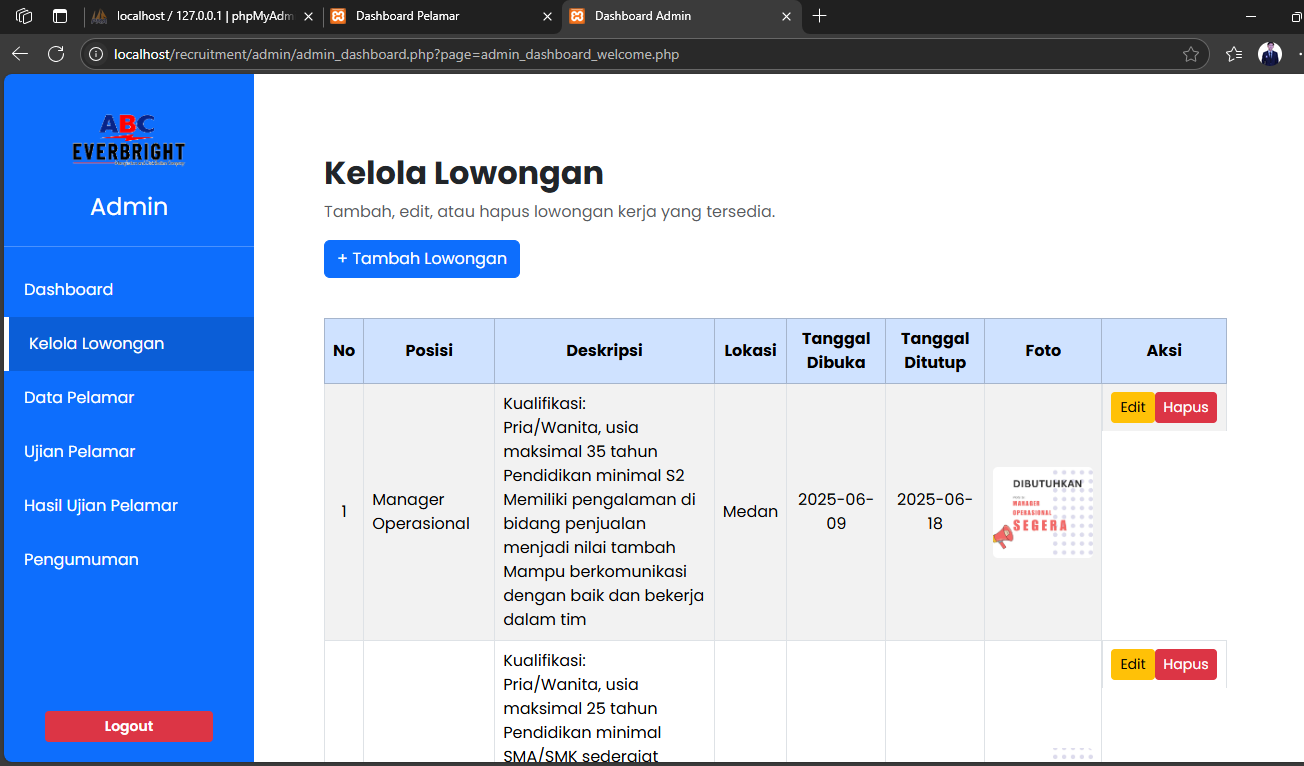 localhost / 127.0.0.1 | phpMyAdm
Dashboard Pelamar
Dashboard Admin
localhost/recruitment/admin/admin_dashboard.php?page=admin_dashboard_welcome.php
ABC
EVERBRIGHT
Admin
Dashboard
Kelola Lowongan
Data Pelamar
Ujian Pelamar
Hasil Ujian Pelamar
Pengumuman
Logout
Kelola Lowongan
Tambah, edit, atau hapus lowongan kerja yang tersedia.
+ Tambah Lowongan
No Posisi Deskripsi Lokasi Tanggal Dibuka Tanggal Ditutup Foto Aksi
1
Manager
Operasional
Kualifikasi:
Pria/Wanita, usia
maksimal 35 tahun
Pendidikan minimal S2
Memiliki pengalaman di
bidang penjualan
menjadi nilai tambah
Mampu berkomunikasi
dengan baik dan bekerja
dalam tim
Medan
2025-06-
09
2025-06-
18
DIBUTUHKAN
MANAGER
OPERASIONAL
SEGERA
Edit Hapus
Kualifikasi:
Pria/Wanita, usia
maksimal 25 tahun
Pendidikan minimal
SMA/SMK sederajat
Edit Hapus